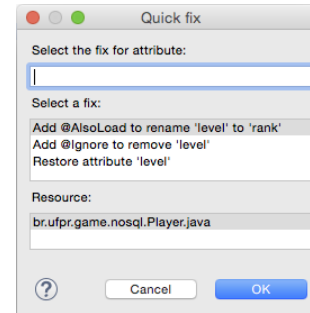 Quick fix
Select the fix for attribute:
Select a fix:
Add @AlsoLoad to rename 'level' to 'rank'
Add @Ignore to remove 'level'
Restore attribute 'level'
Resource:
br.ufpr.game.nosql.Player.java
?
Cancel
OK